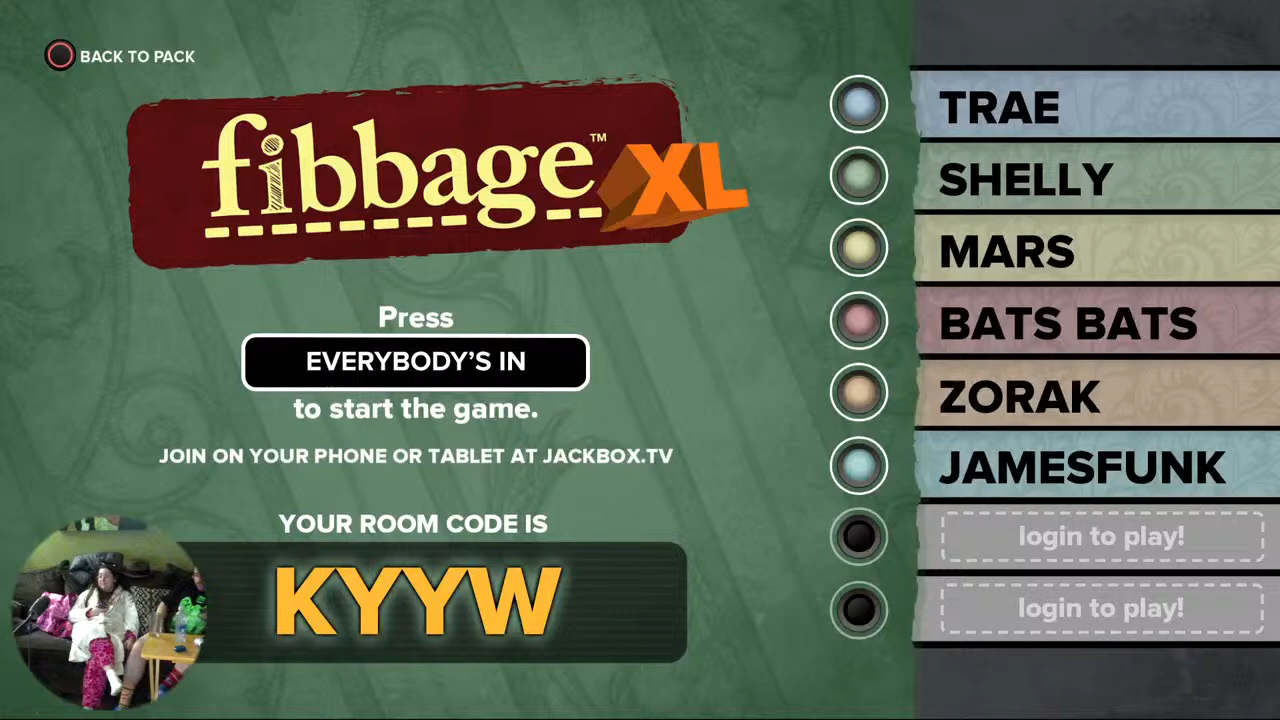 BACK TO PACK
fibbage™ XL
Press
EVERYBODY'S IN
to start the game.
JOIN ON YOUR PHONE OR TABLET AT JACKBOX.TV
YOUR ROOM CODE IS
KYYW
TRAE
SHELLY
MARS
BATS BATS
ZORAK
JAMESFUNK
login to play!
login to play!